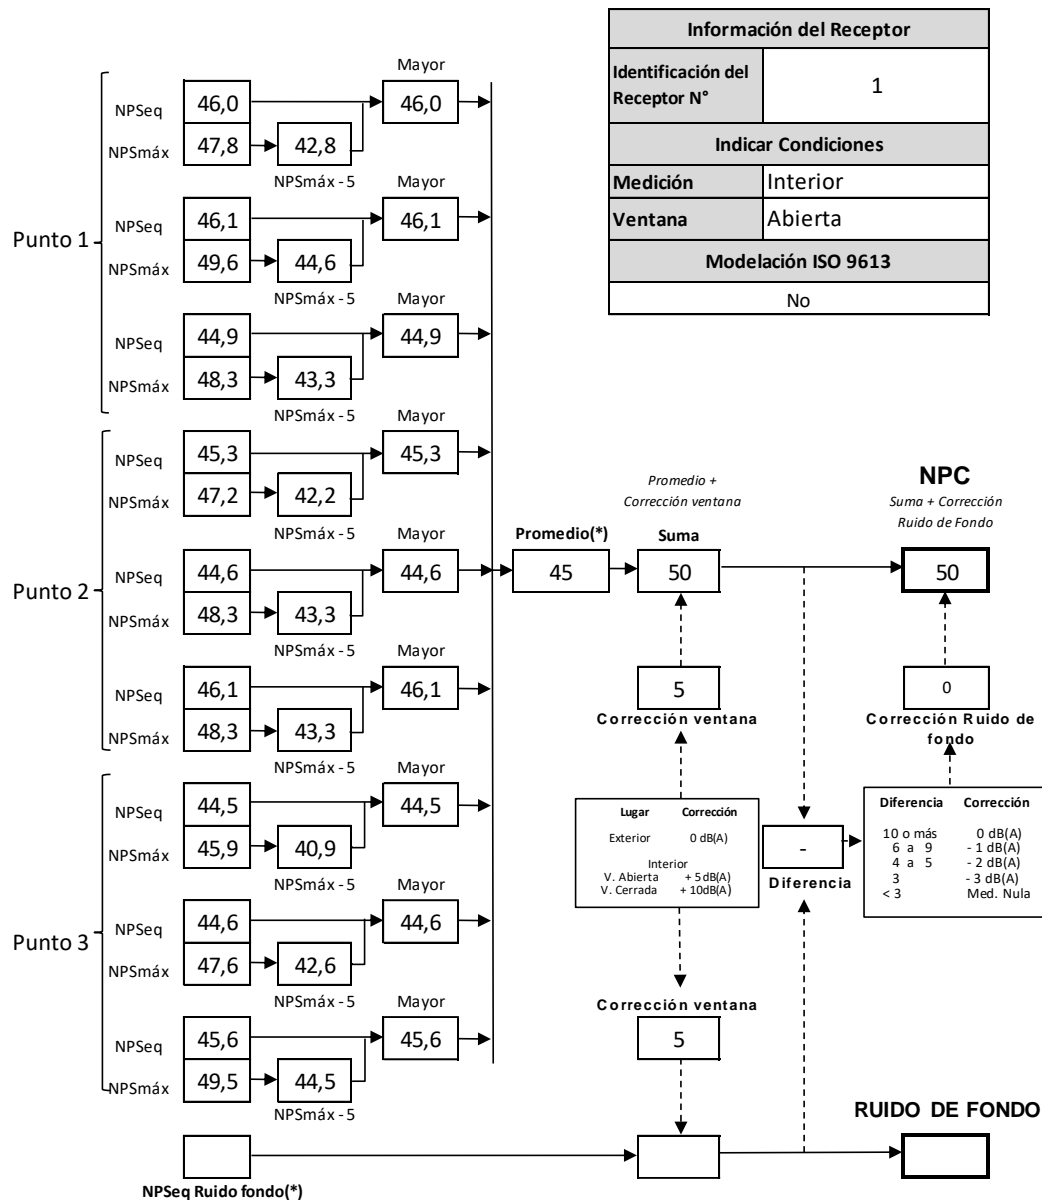 Información del Receptor
Identificación del
Receptor N°
1
Indicar Condiciones
Medición Interior
Ventana Abierta
Modelación ISO 9613
No
Punto 1
Mayor
NPSeq 46,0 46,0
NPSmáx 47,8 42,8
NPSmáx - 5
Mayor
NPSeq 46,1 46,1
NPSmáx 49,6 44,6
NPSmáx - 5
Mayor
NPSeq 44,9 44,9
NPSmáx 48,3 43,3
NPSmáx - 5
Punto 2
Mayor
NPSeq 45,3 45,3
NPSmáx 47,2 42,2
NPSmáx - 5
Mayor
NPSeq 44,6 44,6
NPSmáx 48,3 43,3
NPSmáx - 5
Mayor
NPSeq 46,1 46,1
NPSmáx 48,3 43,3
NPSmáx - 5
Punto 3
Mayor
NPSeq 44,5 44,5
NPSmáx 45,9 40,9
NPSmáx - 5
Mayor
NPSeq 44,6 44,6
NPSmáx 47,6 42,6
NPSmáx - 5
Mayor
NPSeq 45,6 45,6
NPSmáx 49,5 44,5
NPSmáx - 5
NPSeq Ruido fondo(*)
Promedio(*)
45
Promedio +
Corrección ventana
Suma
50
5
Corrección ventana
Lugar Corrección
Exterior 0 dB(A)
Interior
V. Abierta + 5 dB(A)
V. Cerrada + 10dB(A)
Corrección ventana
5
-
Diferencia
NPC
Suma + Corrección
Ruido de Fondo
50
0
Corrección Ruido de
fondo
Diferencia Corrección
10 o más 0 dB(A)
6 a 9 - 1 dB(A)
4 a 5 - 2 dB(A)
3 - 3 dB(A)
< 3 Med. Nula
RUIDO DE FONDO